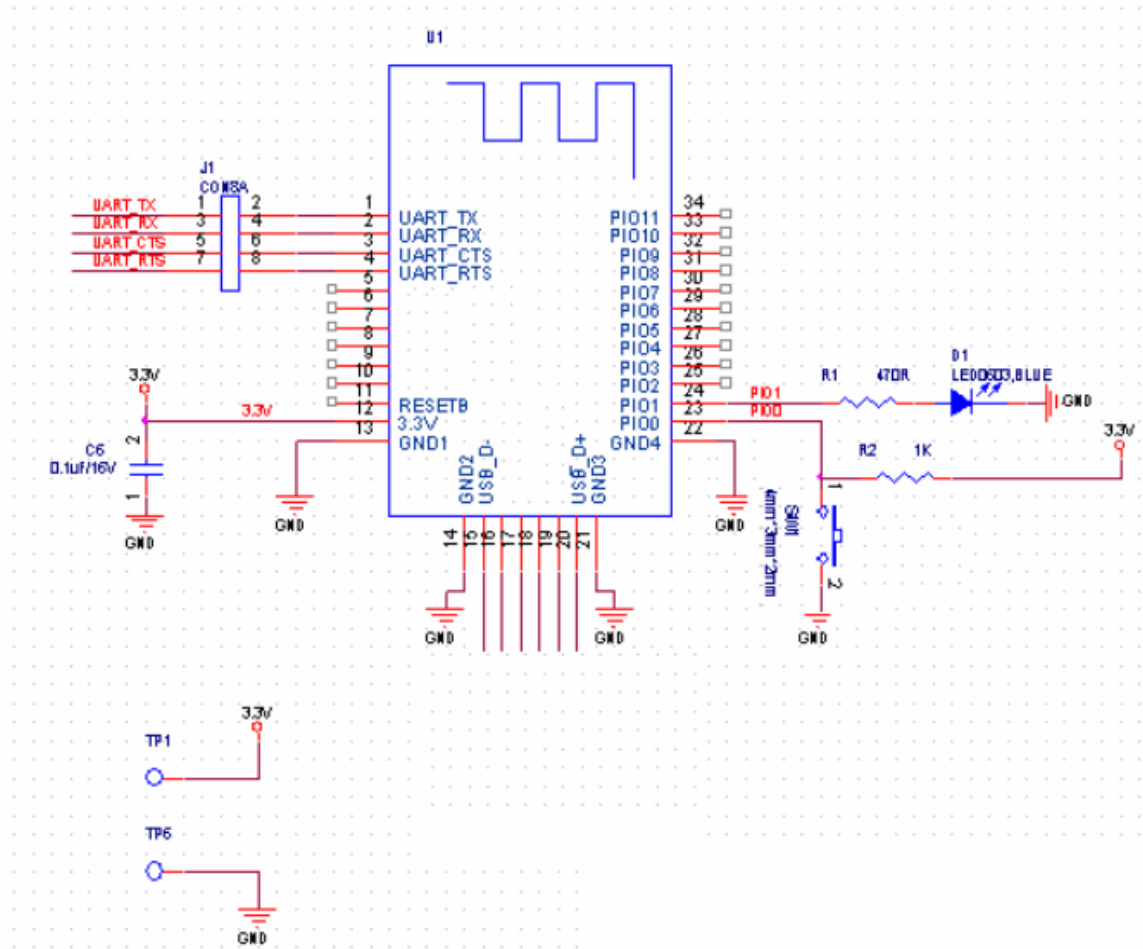 U1
J1
CON8A
UART_TX 1 2
UART_RX 3 4
UART_CTS 5 6
UART_RTS 7 8
1 UART_TX
2 UART_RX
3 UART_CTS
4 UART_RTS
5
6
7
8
9
10
11 RESETB
12 3.3V
13 GND1
34 PIO11
33 PIO10
32 PIO9
31 PIO8
30 PIO7
29 PIO6
28 PIO5
27 PIO4
26 PIO3
25 PIO2
24 PIO1
23 PIO0
22 GND4
GND2
USB_D-
USB_D+
GND3
14 15 16 17 18 19 20 21
3.3V
3.3V
2
C6
0.1uF/16V
1
GND
GND
GND
GND
GND
PIO1
PIO0
R1 470R
D1
GND
R2 1K
3.3V
1
4mm*3mm*2mm
2
GND
3.3V
TP1
TP6
GND